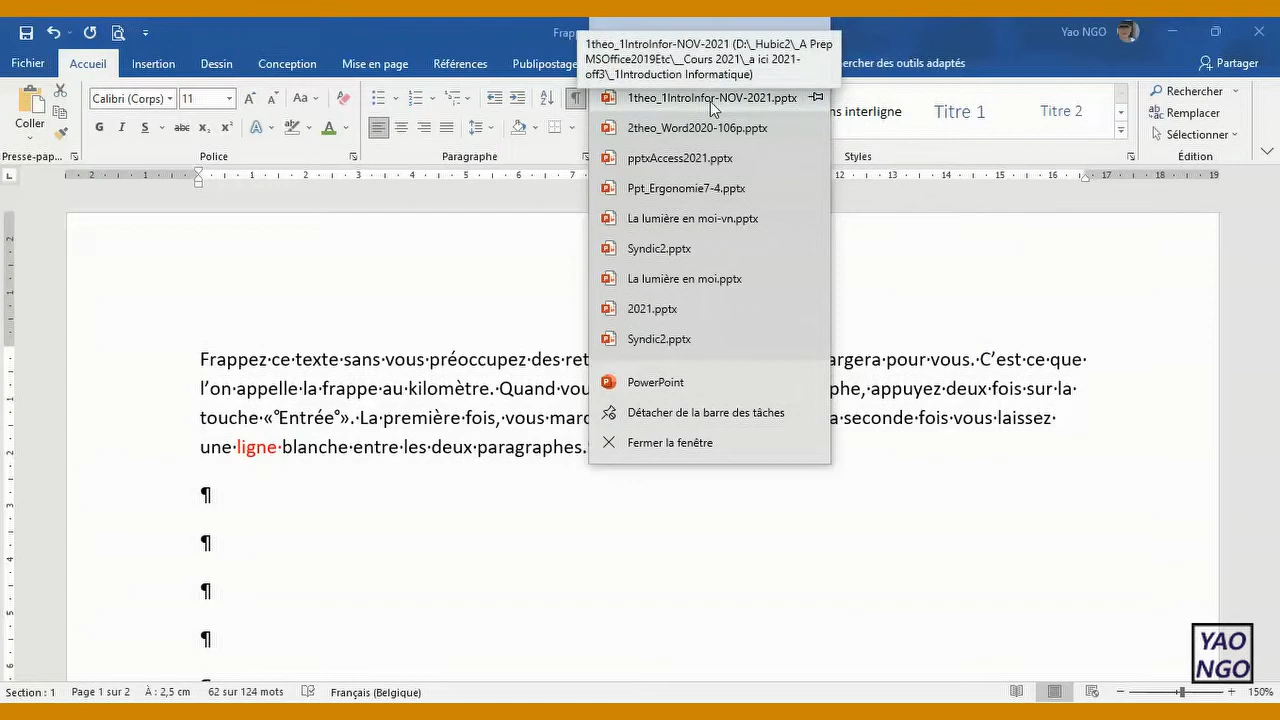 Frapp
Yao NGO
Fichier
Accueil
Insertion
Conception
Mise en page
Références
Publipostage
chercher des outils adaptés
Partager
1theo_1IntroInfor-NOV-2021 (D:\_Hubic2\_A Prep
MSOffice2019Etc\__Cours 2021\_a ici 2021-
off3\_1Introduction Informatique)
Coller
Calibri (Corps)
11
1theo_1IntroInfor-NOV-2021.pptx
ns interligne
Titre 1
Titre 2
Rechercher
Remplacer
Sélectionner
Presse-pap...
Police
Paragraphe
Styles
Édition
2theo_Word2020-106p.pptx
pptxAccess2021.pptx
Ppt_Ergonomie7-4.pptx
La lumière en moi-vn.pptx
Syndic2.pptx
La lumière en moi.pptx
2021.pptx
Syndic2.pptx
PowerPoint
Détacher de la barre des tâches
Fermer la fenêtre
Frappez·ce·texte·sans·vous·préoccupez·des·ret argera·pour·vous.·C’est·ce·que·
l’on·appelle·la·frappe·au·kilomètre.·Quand·vou phe,·appuyez·deux·fois·sur·la·
touche·«°Entrée°».·La·première·fois,·vous·marq a·seconde·fois·vous·laissez·
une·ligne·blanche·entre·les·deux·paragraphes.
¶
¶
¶
¶
YAO
NGO
Section : 1
Page 1 sur 2
À : 2,5 cm
62 sur 124 mots
Français (Belgique)
150%